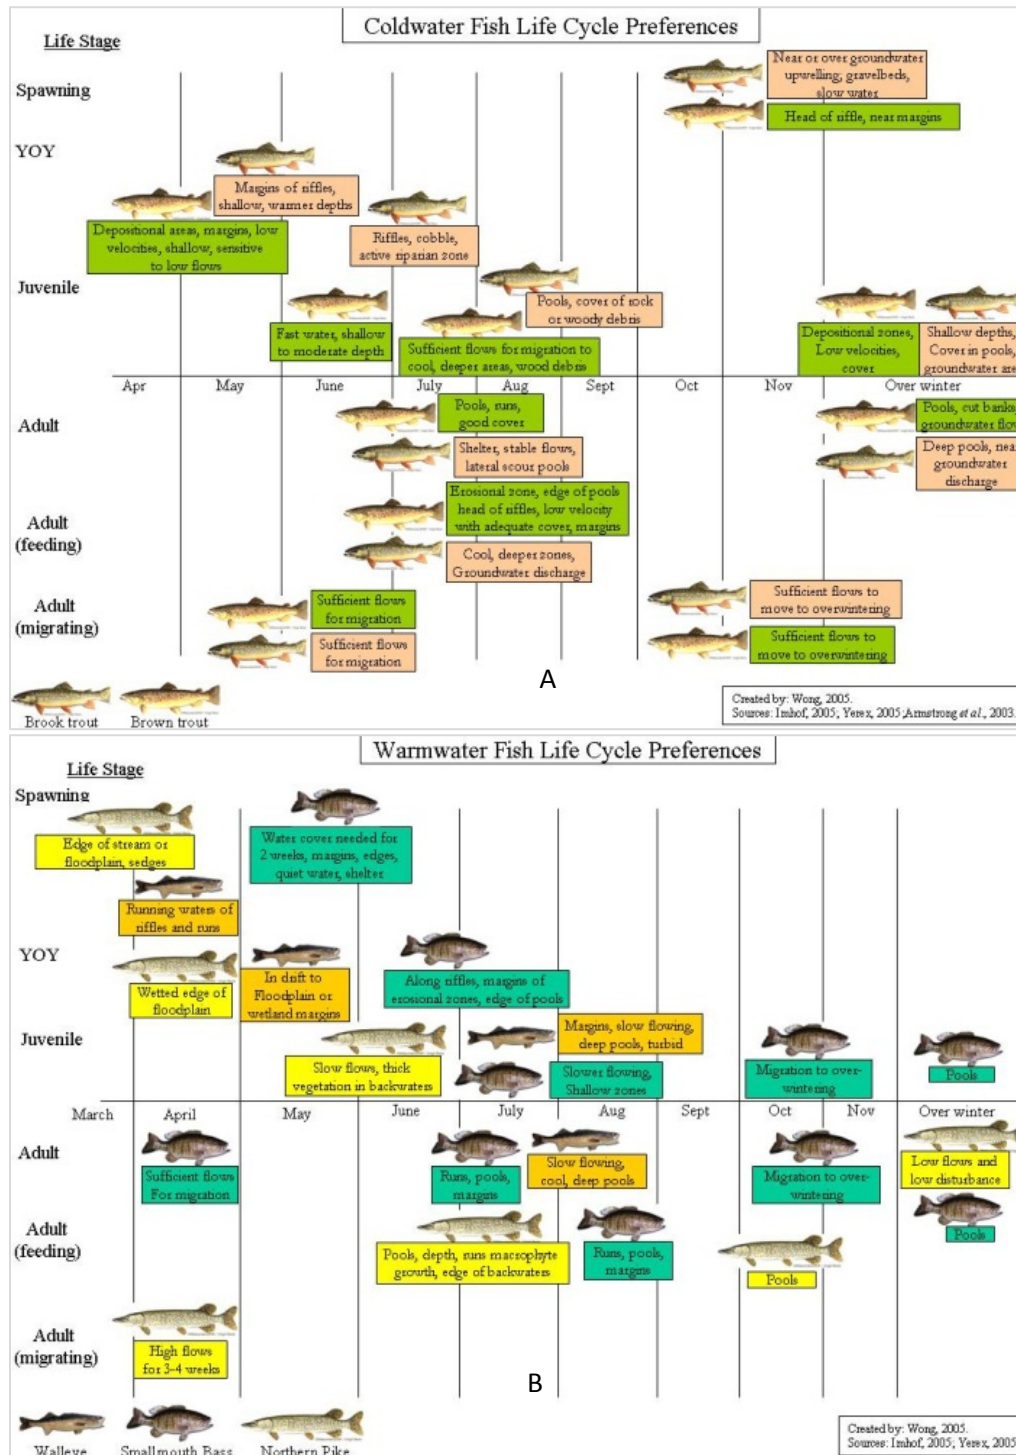 Coldwater Fish Life Cycle Preferences
Life Stage
Spawning
Near or over groundwater
upwelling; gravelbeds,
slow water
Head of riffle, near margins
YOY
Margins of riffles,
shallow, warmer depths
Depositional areas, margins, low
velocities, shallow, sensitive
to low flows
Riffles, cobble,
active riparian zone
Juvenile
Pools, cover of rock
or woody debris
Fast water, shallow
to moderate depth
Sufficient flows for migration to
cool, deeper areas, wood debris
Depositional zones,
Low velocities,
cover
Shallow depths,
Cover in pools,
groundwater are
Apr May June July Aug Sept Oct Nov Over winter
Adult
Pools, runs,
good cover
Shelter, stable flows,
lateral scour pools
Pools, cut banks,
groundwater flow
Deep pools, near
groundwater
discharge
Adult
(feeding)
Erosional zone, edge of pools
head of riffles, low velocity
with adequate cover, margins
Cool, deeper zones,
Groundwater discharge
Adult
(migrating)
Sufficient flows
for migration
Sufficient flows
for migration
Sufficient flows to
move to overwintering
Sufficient flows to
move to overwintering
A
Brook trout Brown trout
Created by: Wong, 2005.
Sources: Imhof, 2005; Yerex, 2005;Armstrong et al., 2003.
Warmwater Fish Life Cycle Preferences
Life Stage
Spawning
Edge of stream or
floodplain, sedges
Water cover needed for
2 weeks, margins, edges,
quiet water, shelter
Running waters of
riffles and runs
YOY
Wetted edge of
floodplain
In drift to
Floodplain or
wetland margins
Along riffles, margins of
erosional zones, edge of pools
Juvenile
Slow flows, thick
vegetation in backwaters
Margins, slow flowing,
deep pools, turbid
Slower flowing,
Shallow zones
Migration to over-
wintering
Pools
March April May June July Aug Sept Oct Nov Over winter
Adult
Sufficient flows
For migration
Runs, pools,
margins
Slow flowing,
cool, deep pools
Migration to over-
wintering
Low flows and
low disturbance
Pools
Adult
(feeding)
Pools, depth, runs macrophyte
growth, edge of backwaters
Runs, pools,
margins
Pools
Adult
(migrating)
High flows
for 3-4 weeks
B
Walleye Smallmouth Bass Northern Pike
Created by: Wong, 2005.
Sources: Imhof, 2005; Yerex, 2005